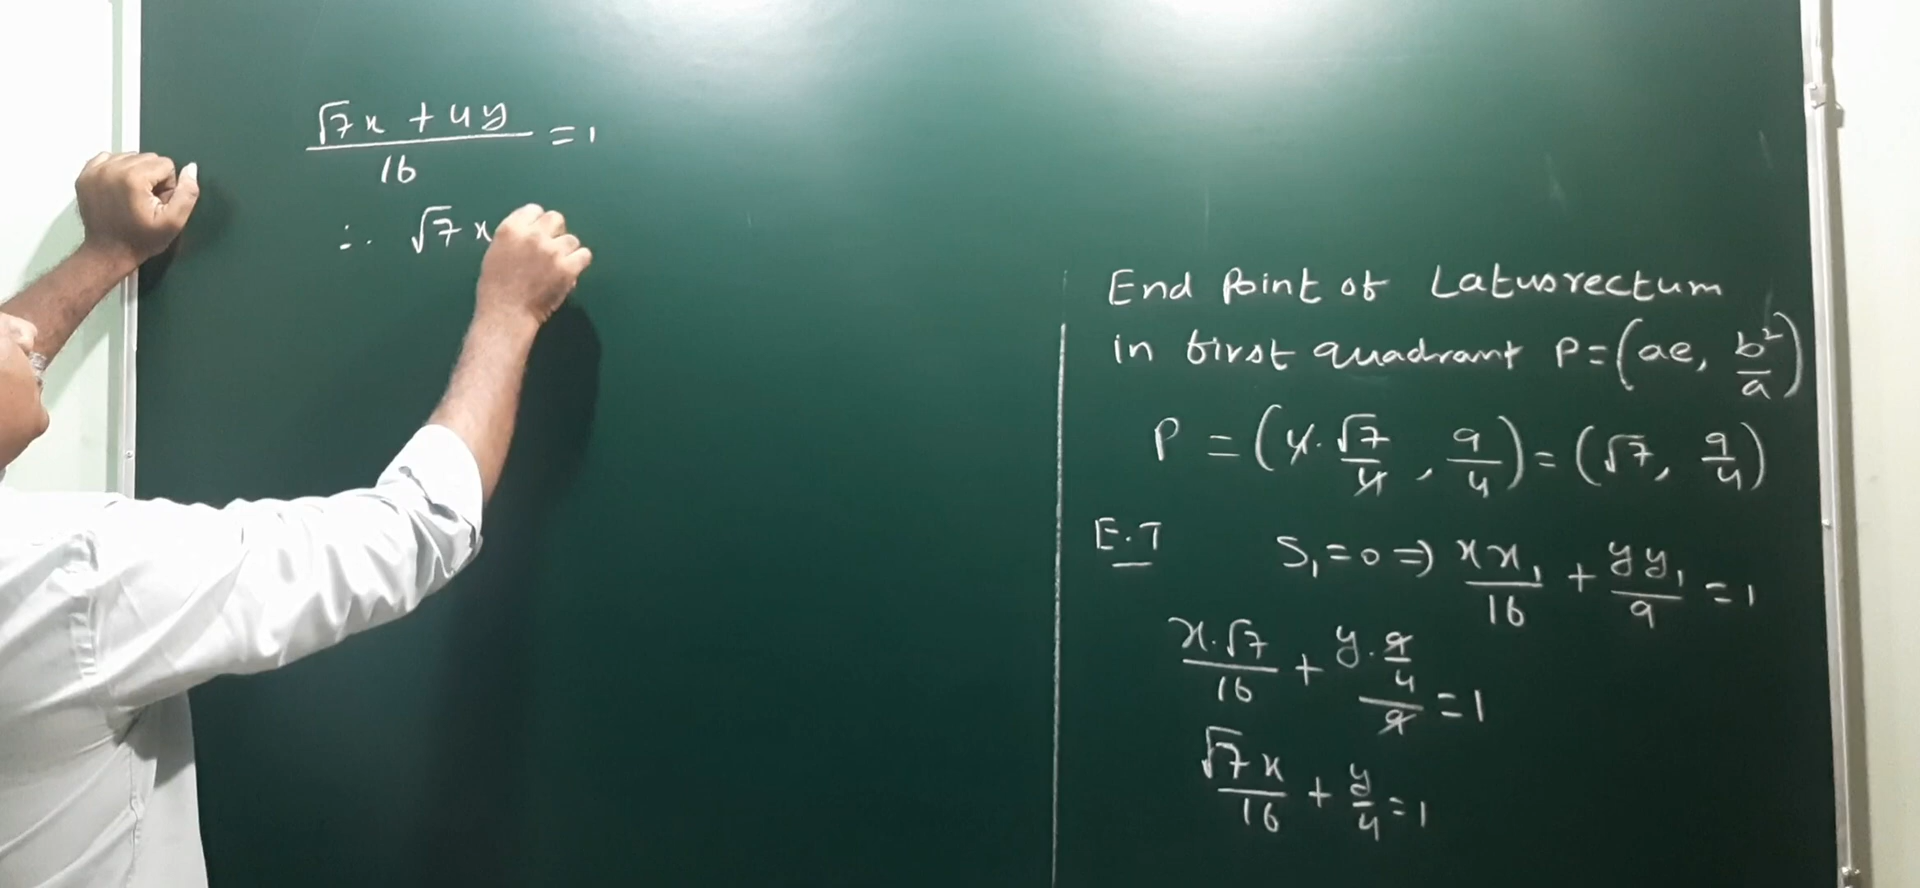 √7x + 4y / 16 = 1
∴ √7x
End Point of Latusrectum
in first quadrant P = (ae, b²/a)
P = (4·√7/4, 9/4) = (√7, 9/4)
E.T S₁ = 0 ⇒ xx₁/16 + yy₁/9 = 1
x·√7/16 + y·9/4/9 = 1
√7x/16 + y/4 = 1